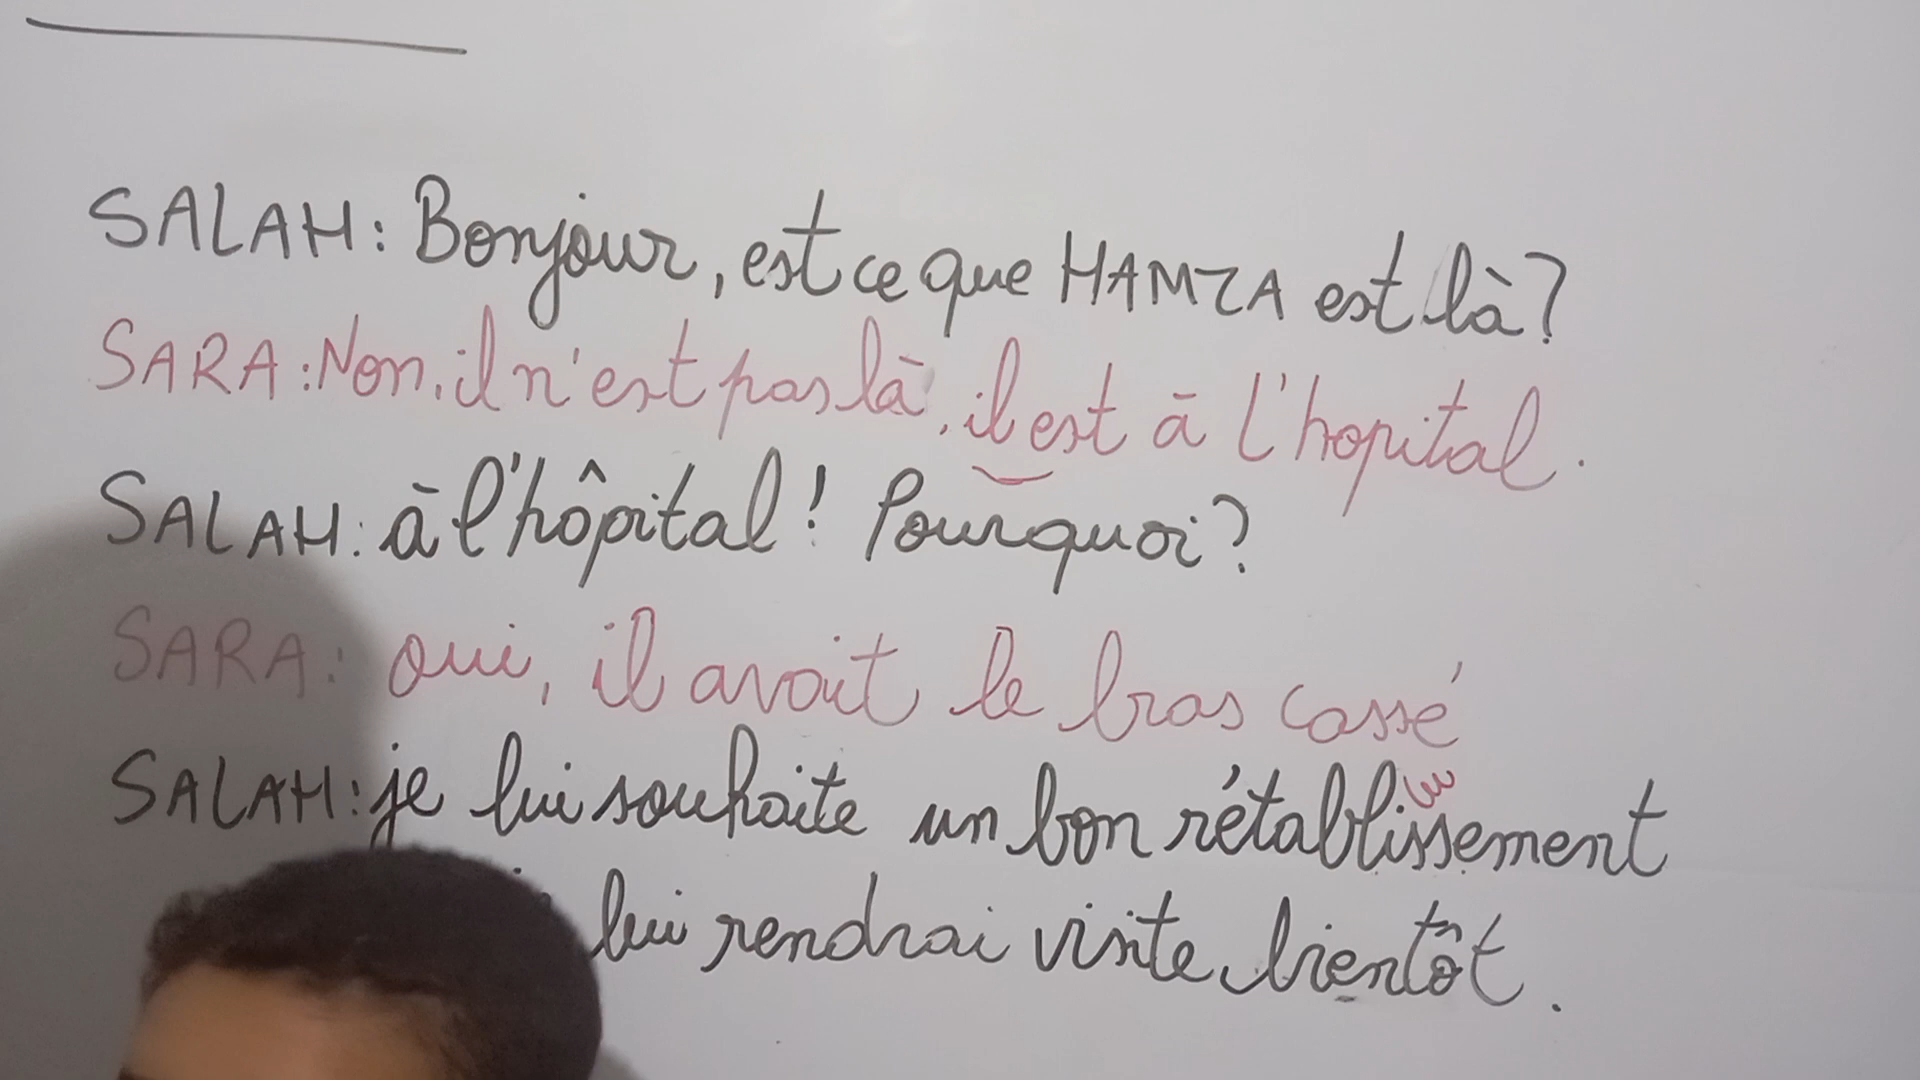 SALAH: Bonjour, est ce que HAMZA est là?
SARA: Non, il n'est pas là, il est à l'hopital.
SALAH: à l'hôpital! Pourquoi?
SARA: oui, il avait le bras cassé
SALAH: je lui souhaite un bon rétablissement
lui rendrai visite bientôt.